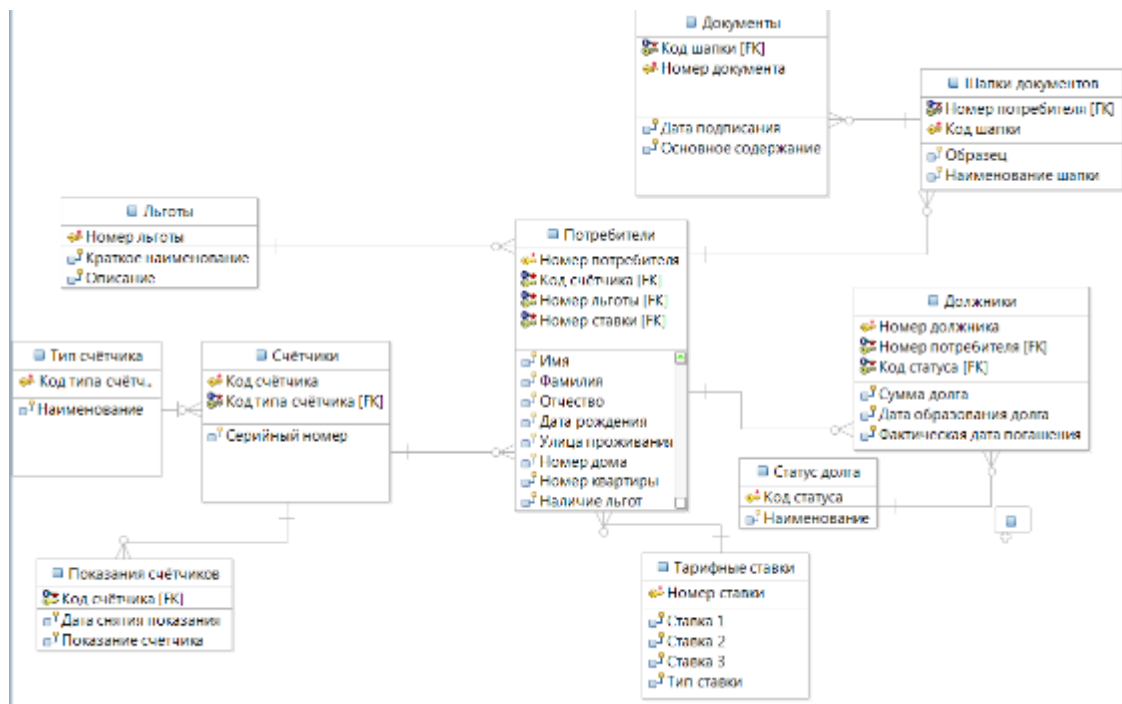 Документы
Код шапки [FK]
Номер документа
Дата подписания
Основное содержание
Шапки документов
Номер потребителя [FK]
Код шапки
Образец
Наименование шапки
Льготы
Номер льготы
Краткое наименование
Описание
Потребители
Номер потребителя
Код счётчика [FK]
Номер льготы [FK]
Номер ставки [FK]
Имя
Фамилия
Отчество
Дата рождения
Улица проживания
Номер дома
Номер квартиры
Наличие льгот
Должники
Номер должника
Номер потребителя [FK]
Код статуса [FK]
Сумма долга
Дата образования долга
Фактическая дата погашения
Тип счётчика
Код типа счётч..
Наименование
Счётчики
Код счётчика
Код типа счётчика [FK]
Серийный номер
Статус долга
Код статуса
Наименование
Показания счётчиков
Код счётчика [FK]
Дата снятия показания
Показание счетчика
Тарифные ставки
Номер ставки
Ставка 1
Ставка 2
Ставка 3
Тип ставки